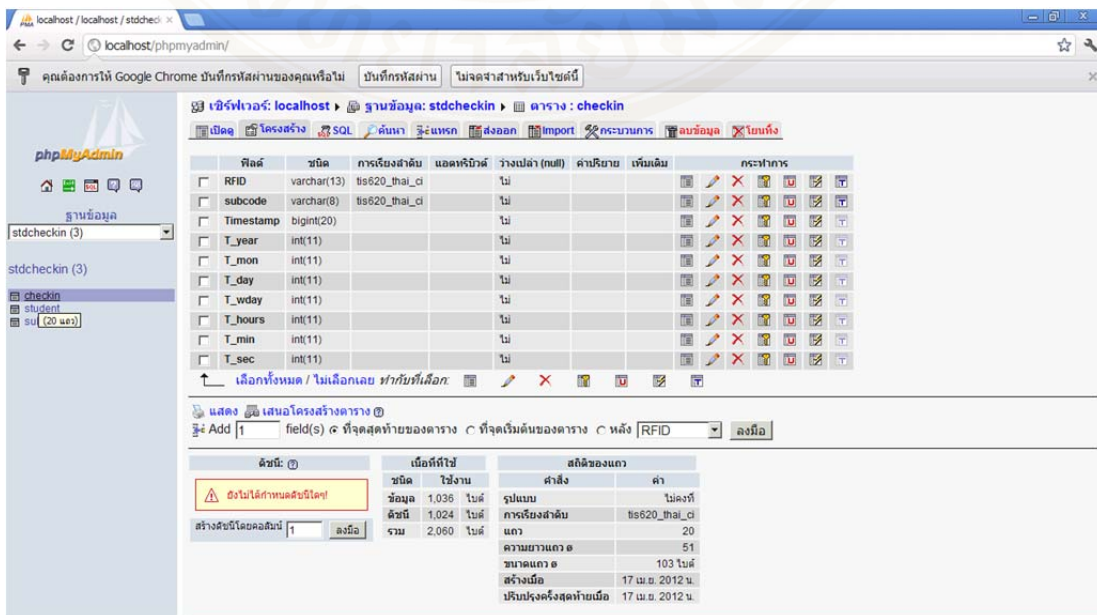 localhost / localhost / stdcheck
localhost/phpmyadmin/
คุณต้องการให้ Google Chrome บันทึกรหัสผ่านของคุณหรือไม่ บันทึกรหัสผ่าน ไม่จดจำสำหรับเว็บไซต์นี้
phpMyAdmin
ฐานข้อมูล
stdcheckin (3)
stdcheckin (3)
checkin
student
su (20 แถว)
เซิร์ฟเวอร์: localhost ▸ ฐานข้อมูล: stdcheckin ▸ ตาราง : checkin
เปิดดู โครงสร้าง SQL ค้นหา แทรก ส่งออก Import กระบวนการ ลบข้อมูล โยนทิ้ง
ฟิลด์ ชนิด การเรียงลำดับ แอตทริบิวต์ ว่างเปล่า (null) ค่าปริยาย เพิ่มเติม กระทำการ
RFID varchar(13) tis620_thai_ci ไม่
subcode varchar(8) tis620_thai_ci ไม่
Timestamp bigint(20) ไม่
T_year int(11) ไม่
T_mon int(11) ไม่
T_day int(11) ไม่
T_wday int(11) ไม่
T_hours int(11) ไม่
T_min int(11) ไม่
T_sec int(11) ไม่
เลือกทั้งหมด / ไม่เลือกเลย ทำกับที่เลือก:
แสดง เสนอโครงสร้างตาราง
Add 1 field(s) ที่จุดสุดท้ายของตาราง ที่จุดเริ่มต้นของตาราง หลัง RFID ลงมือ
ดัชนี:
ยังไม่ได้กำหนดดัชนีใดๆ!
สร้างดัชนีโดยคอลัมน์ 1 ลงมือ
เนื้อที่ที่ใช้
ชนิด ใช้งาน
ข้อมูล 1,036 ไบต์
ดัชนี 1,024 ไบต์
รวม 2,060 ไบต์
สถิติของแถว
คำสั่ง ค่า
รูปแบบ ไม่คงที่
การเรียงลำดับ tis620_thai_ci
แถว 20
ความยาวแถว ø 51
ขนาดแถว ø 103 ไบต์
สร้างเมื่อ 17 เม.ย. 2012 น.
ปรับปรุงครั้งสุดท้ายเมื่อ 17 เม.ย. 2012 น.